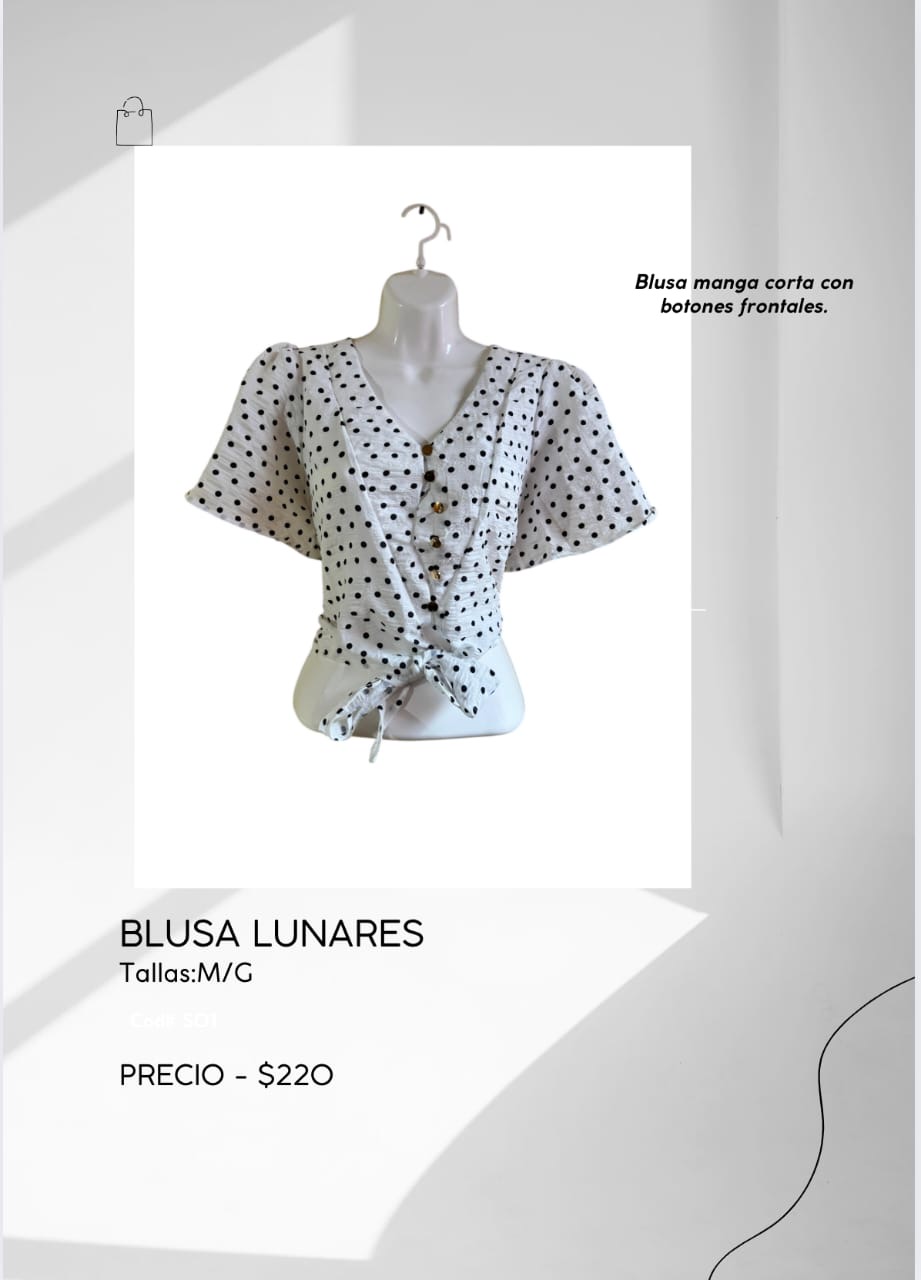 Blusa manga corta con
botones frontales.
BLUSA LUNARES
Tallas:M/G
PRECIO - $220